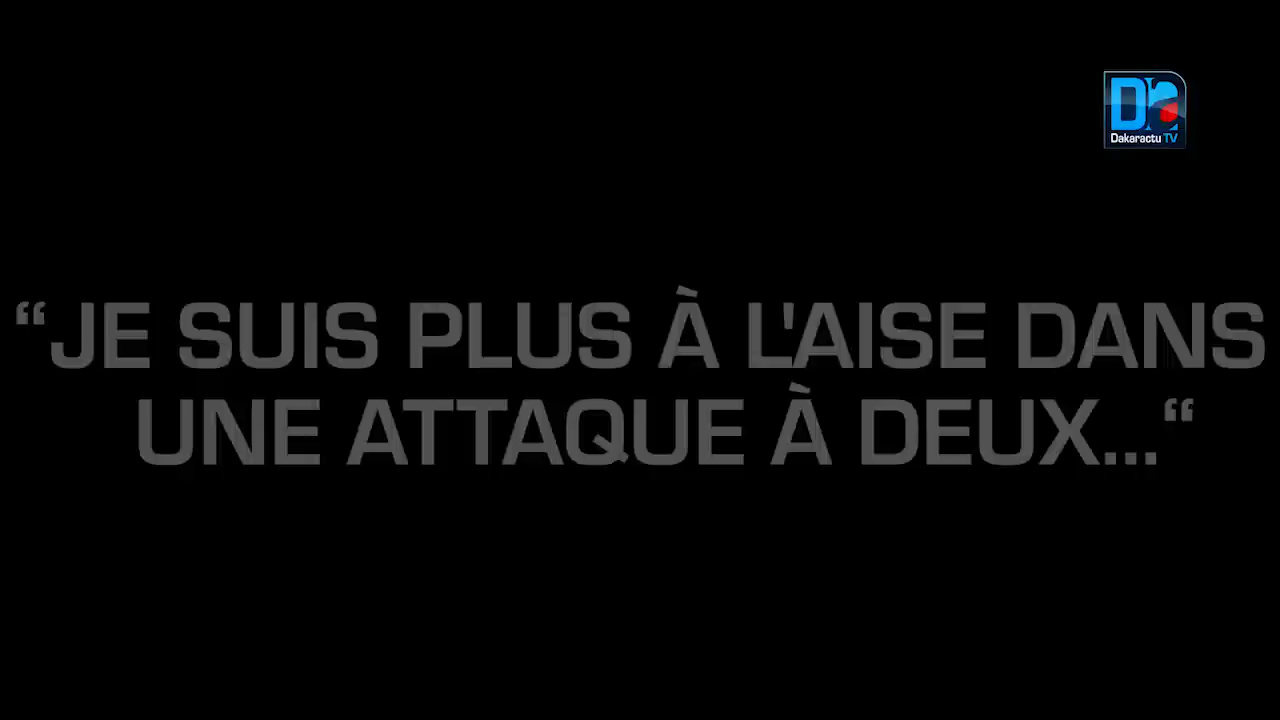 Dakaractu TV
“JE SUIS PLUS À L'AISE DANS
UNE ATTAQUE À DEUX...“